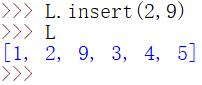 >>> L.insert(2,9)
>>> L
[1, 2, 9, 3, 4, 5]
>>>